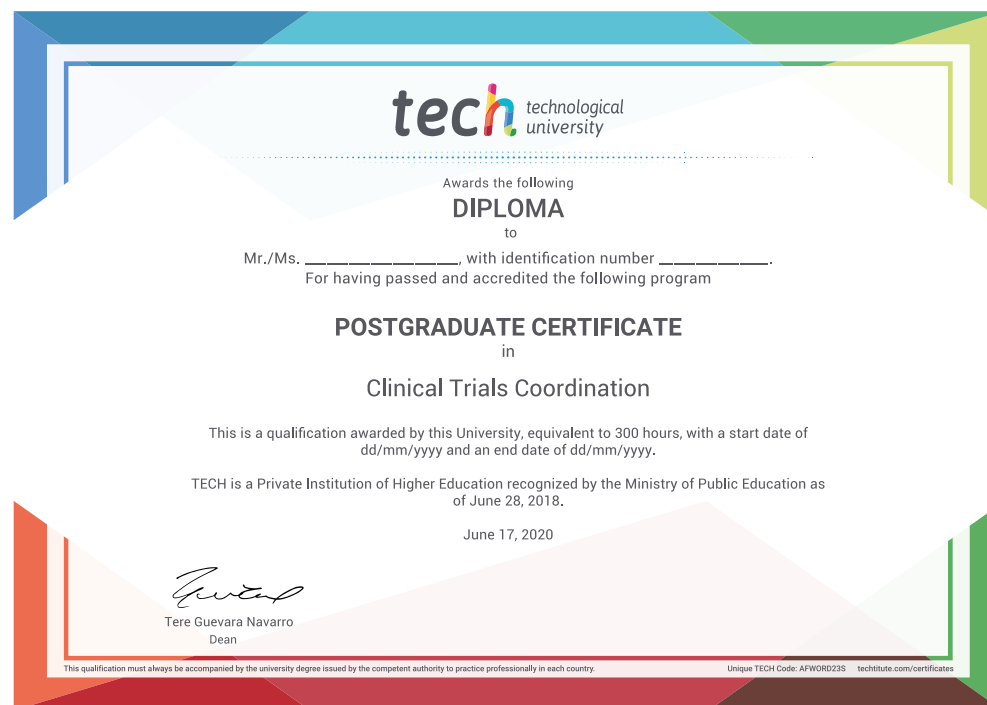 tech technological
university
Awards the following
DIPLOMA
to
Mr./Ms. _________________, with identification number ____________.
For having passed and accredited the following program
POSTGRADUATE CERTIFICATE
in
Clinical Trials Coordination
This is a qualification awarded by this University, equivalent to 300 hours, with a start date of
dd/mm/yyyy and an end date of dd/mm/yyyy.
TECH is a Private Institution of Higher Education recognized by the Ministry of Public Education as
of June 28, 2018.
June 17, 2020
Tere Guevara Navarro
Dean
This qualification must always be accompanied by the university degree issued by the competent authority to practice professionally in each country. Unique TECH Code: AFWORD23S techtitute.com/certificates